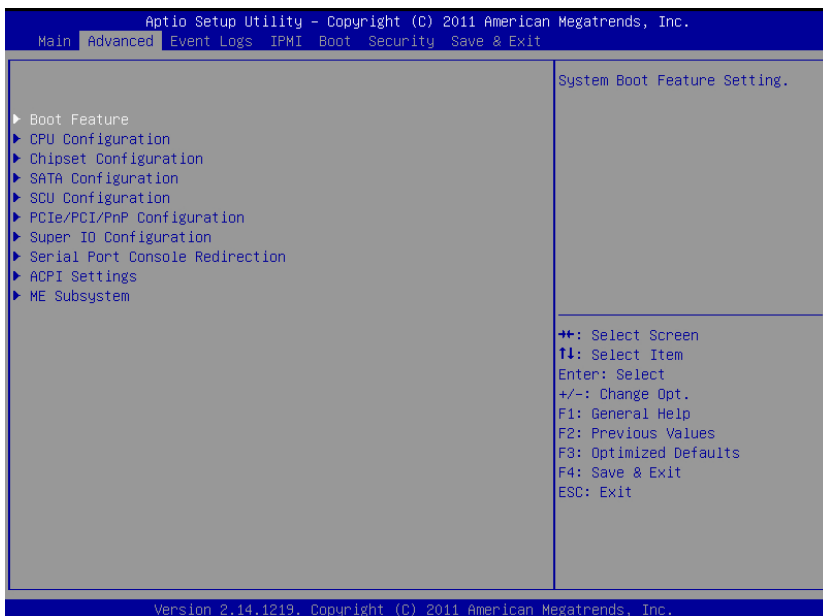 Aptio Setup Utility – Copyright (C) 2011 American Megatrends, Inc.
Main Advanced Event Logs IPMI Boot Security Save & Exit
System Boot Feature Setting.
▶ Boot Feature
▶ CPU Configuration
▶ Chipset Configuration
▶ SATA Configuration
▶ SCU Configuration
▶ PCIe/PCI/PnP Configuration
▶ Super IO Configuration
▶ Serial Port Console Redirection
▶ ACPI Settings
▶ ME Subsystem
→←: Select Screen
↑↓: Select Item
Enter: Select
+/-: Change Opt.
F1: General Help
F2: Previous Values
F3: Optimized Defaults
F4: Save & Exit
ESC: Exit
Version 2.14.1219. Copyright (C) 2011 American Megatrends, Inc.